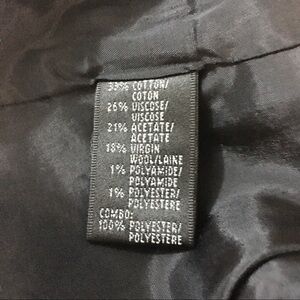 33% COTTON/
COTON
26% VISCOSE/
VISCOSE
21% ACETATE/
ACETATE
18% VIRGIN
WOOL/LAINE
1% POLYAMIDE/
POLYAMIDE
1% POLYESTER/
POLYESTERE
COMBO:
100% POLYESTER/
POLYESTERE